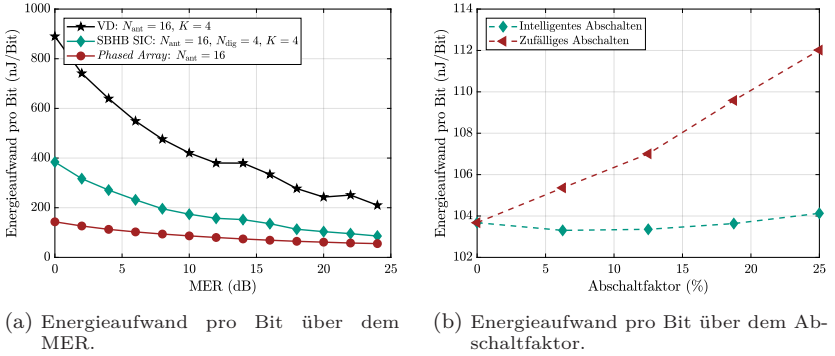 1000
800
600
400
200
0
0
5
10
15
20
25
Energieaufwand pro Bit (nJ/Bit)
MER (dB)
VD: N_ant = 16, K = 4
SBHB SIC: N_ant = 16, N_dig = 4, K = 4
Phased Array: N_ant = 16
(a) Energieaufwand pro Bit über dem
MER.
114
112
110
108
106
104
102
0
5
10
15
20
25
Energieaufwand pro Bit (nJ/Bit)
Abschaltfaktor (%)
Intelligentes Abschalten
Zufälliges Abschalten
(b) Energieaufwand pro Bit über dem Ab-
schaltfaktor.